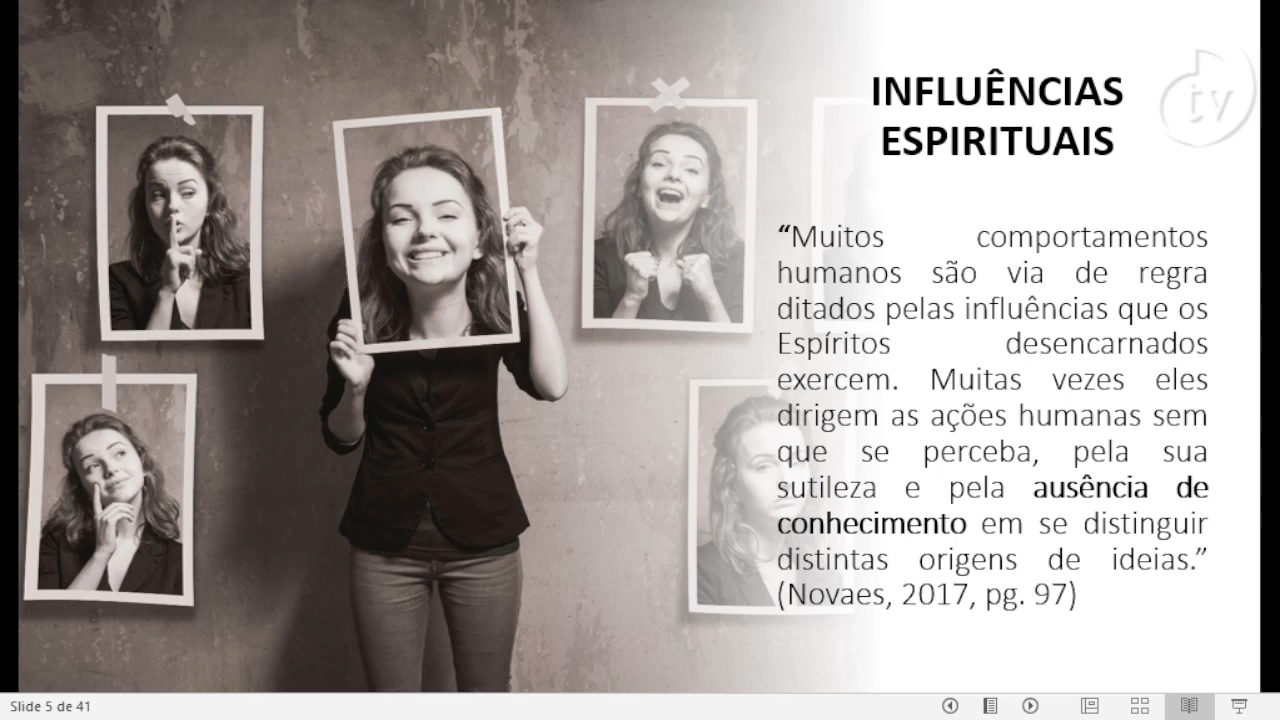 INFLUÊNCIAS
ESPIRITUAIS
tv
“Muitos comportamentos
humanos são via de regra
ditados pelas influências que os
Espíritos desencarnados
exercem. Muitas vezes eles
dirigem as ações humanas sem
que se perceba, pela sua
sutileza e pela ausência de
conhecimento em se distinguir
distintas origens de ideias.”
(Novaes, 2017, pg. 97)
Slide 5 de 41